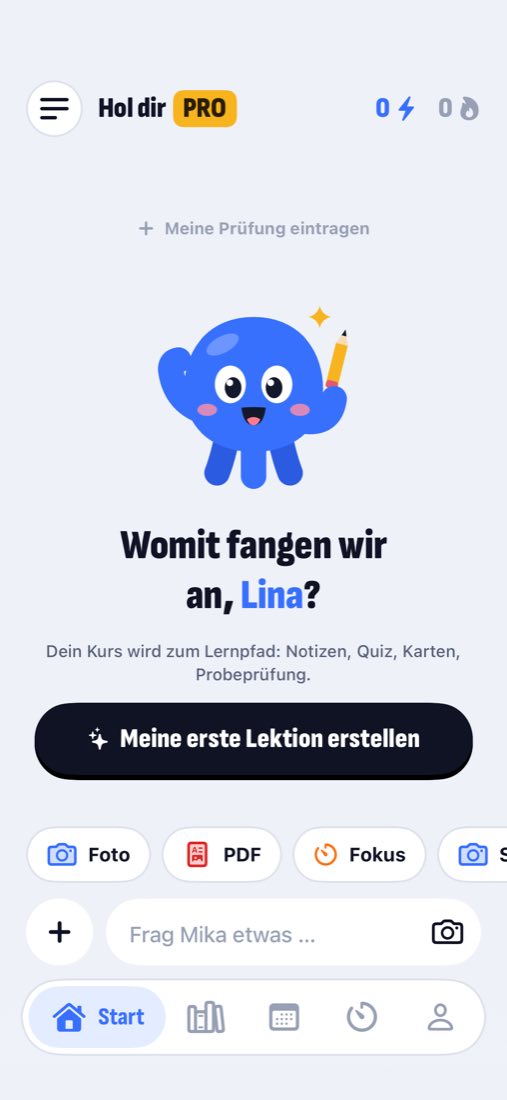 Hol dir PRO
0 0
Meine Prüfung eintragen
Womit fangen wir
an, Lina?
Dein Kurs wird zum Lernpfad: Notizen, Quiz, Karten,
Probeprüfung.
Meine erste Lektion erstellen
Foto PDF Fokus
Frag Mika etwas ...
Start